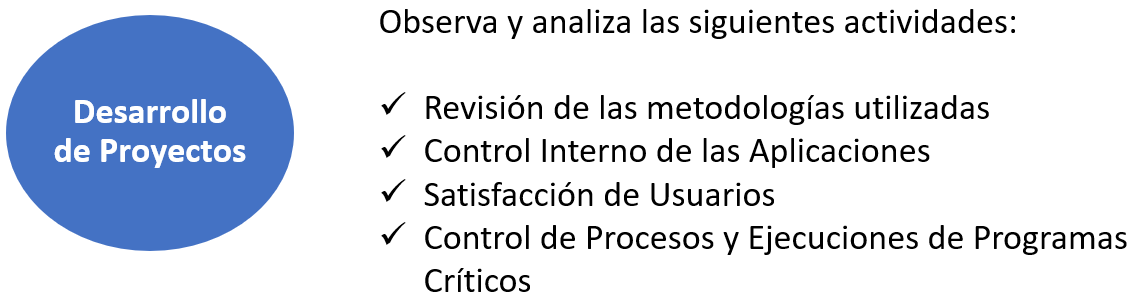 Desarrollo
de Proyectos
Observa y analiza las siguientes actividades:
✓ Revisión de las metodologías utilizadas
✓ Control Interno de las Aplicaciones
✓ Satisfacción de Usuarios
✓ Control de Procesos y Ejecuciones de Programas
Críticos